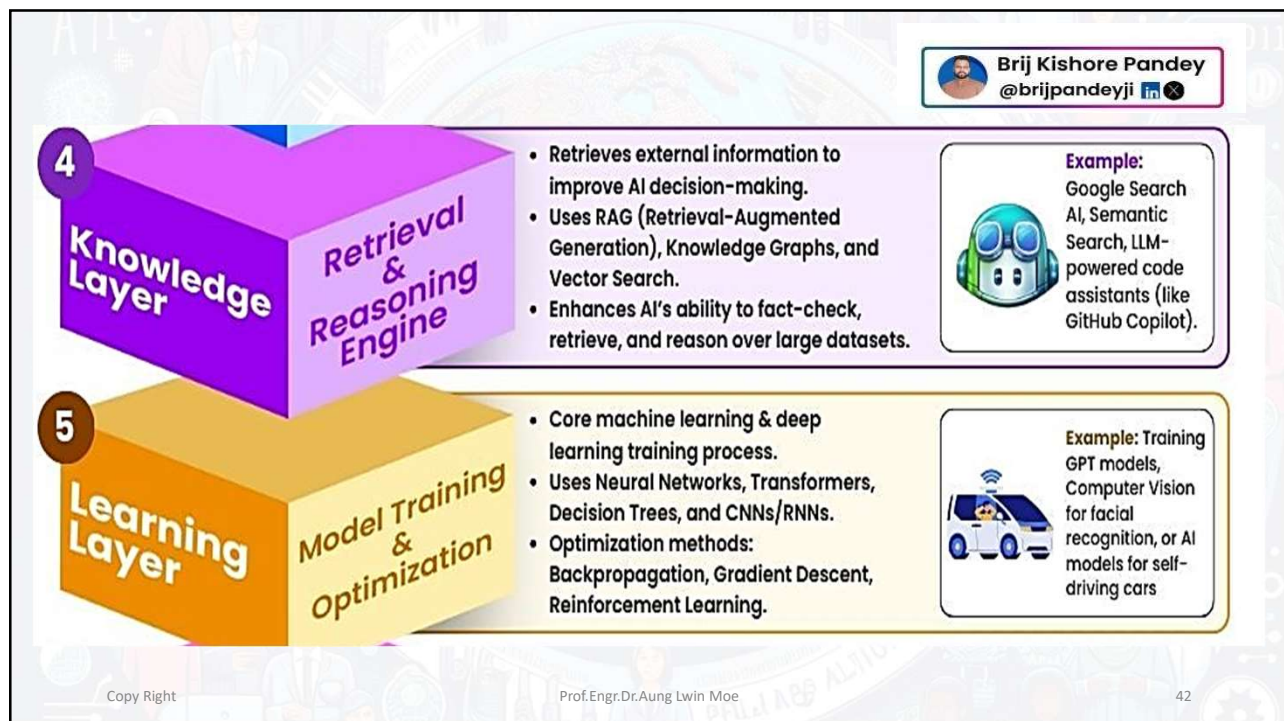 Brij Kishore Pandey
@brijpandeyji in X
4
Knowledge
Layer
Retrieval
&
Reasoning
Engine
• Retrieves external information to
improve AI decision-making.
• Uses RAG (Retrieval-Augmented
Generation), Knowledge Graphs, and
Vector Search.
• Enhances AI's ability to fact-check,
retrieve, and reason over large datasets.
Example:
Google Search
AI, Semantic
Search, LLM-
powered code
assistants (like
GitHub Copilot).
5
Learning
Layer
Model Training
&
Optimization
• Core machine learning & deep
learning training process.
• Uses Neural Networks, Transformers,
Decision Trees, and CNNs/RNNs.
• Optimization methods:
Backpropagation, Gradient Descent,
Reinforcement Learning.
Example: Training
GPT models,
Computer Vision
for facial
recognition, or AI
models for self-
driving cars
Copy Right
Prof.Engr.Dr.Aung Lwin Moe
42